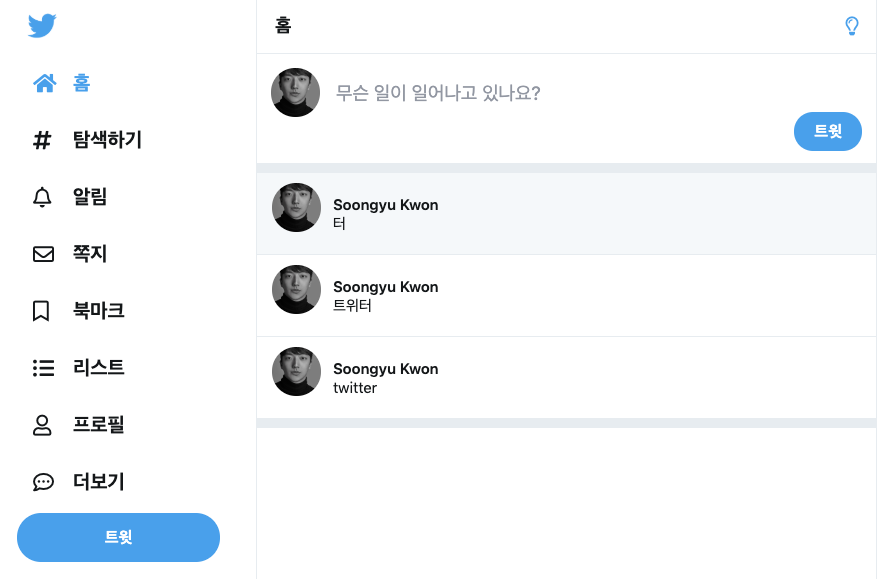 홈
탐색하기
알림
쪽지
북마크
리스트
프로필
더보기
트윗
홈
무슨 일이 일어나고 있나요?
트윗
Soongyu Kwon
터
Soongyu Kwon
트위터
Soongyu Kwon
twitter